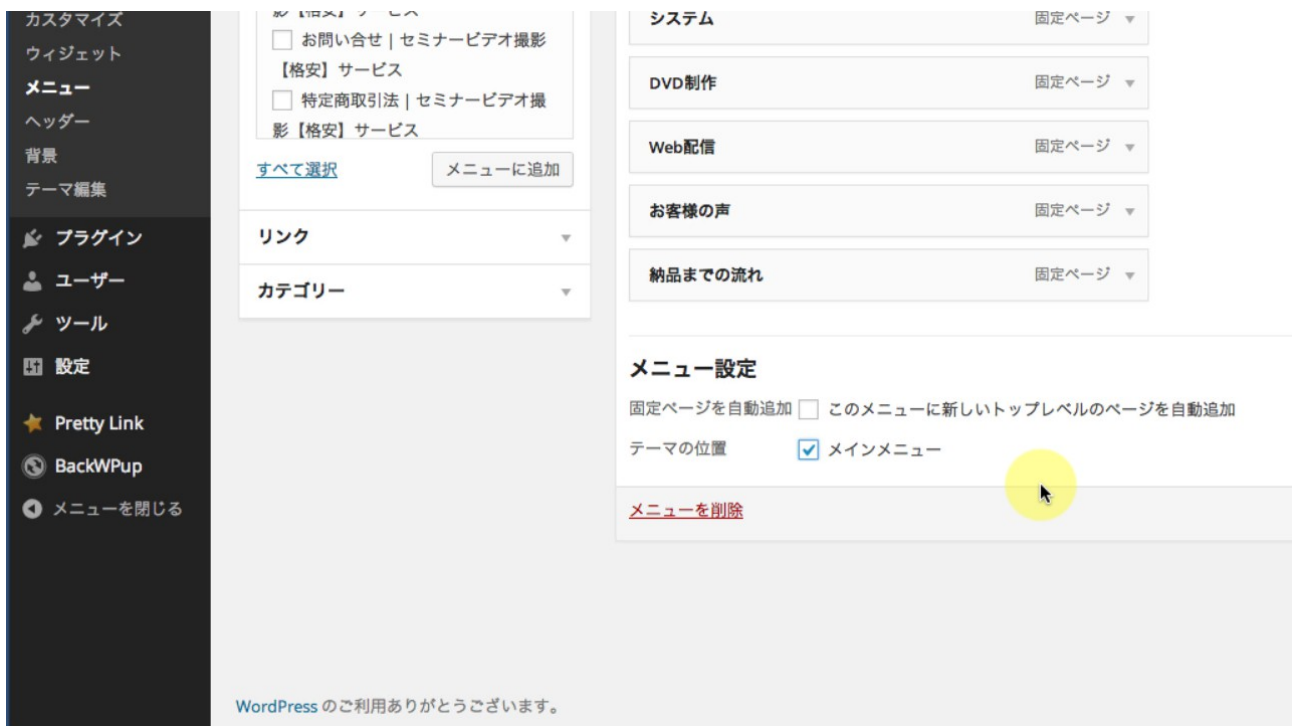 カスタマイズ
ウィジェット
メニュー
ヘッダー
背景
テーマ編集
プラグイン
ユーザー
ツール
設定
Pretty Link
BackWPup
メニューを閉じる
影【格安】サービス
お問い合せ | セミナービデオ撮影
【格安】サービス
特定商取引法 | セミナービデオ撮
影【格安】サービス
すべて選択
メニューに追加
リンク
カテゴリー
システム 固定ページ
DVD制作 固定ページ
Web配信 固定ページ
お客様の声 固定ページ
納品までの流れ 固定ページ
メニュー設定
固定ページを自動追加 このメニューに新しいトップレベルのページを自動追加
テーマの位置 メインメニュー
メニューを削除
WordPress のご利用ありがとうございます。